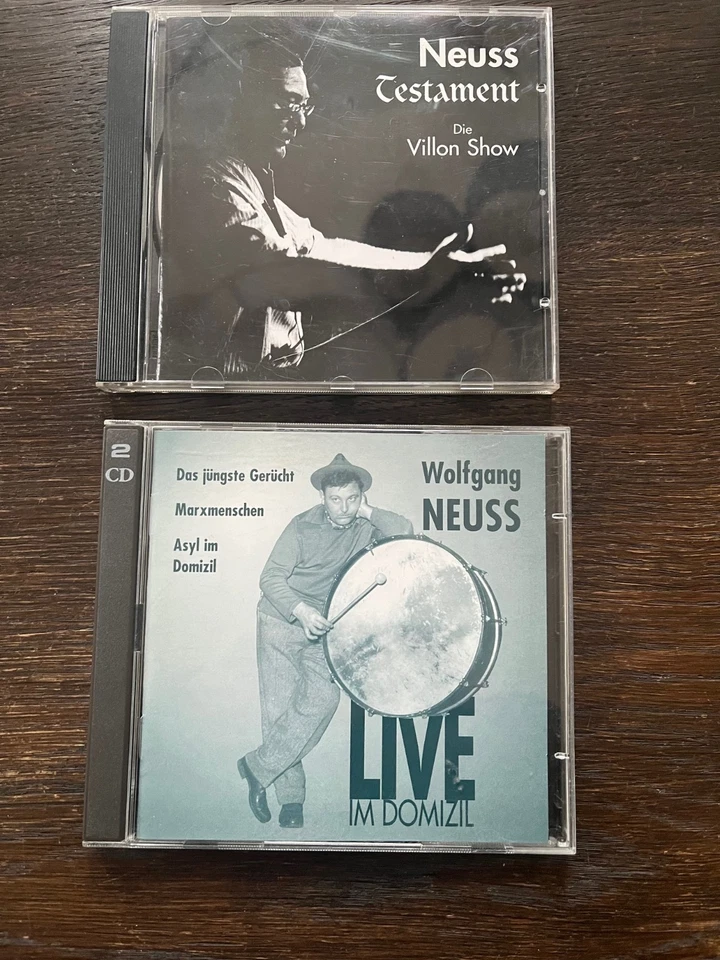 Neuss
Testament
Die
Villon Show
2
CD
Das jüngste Gerücht
Marxmenschen
Asyl im
Domizil
Wolfgang
NEUSS
LIVE
IM DOMIZIL